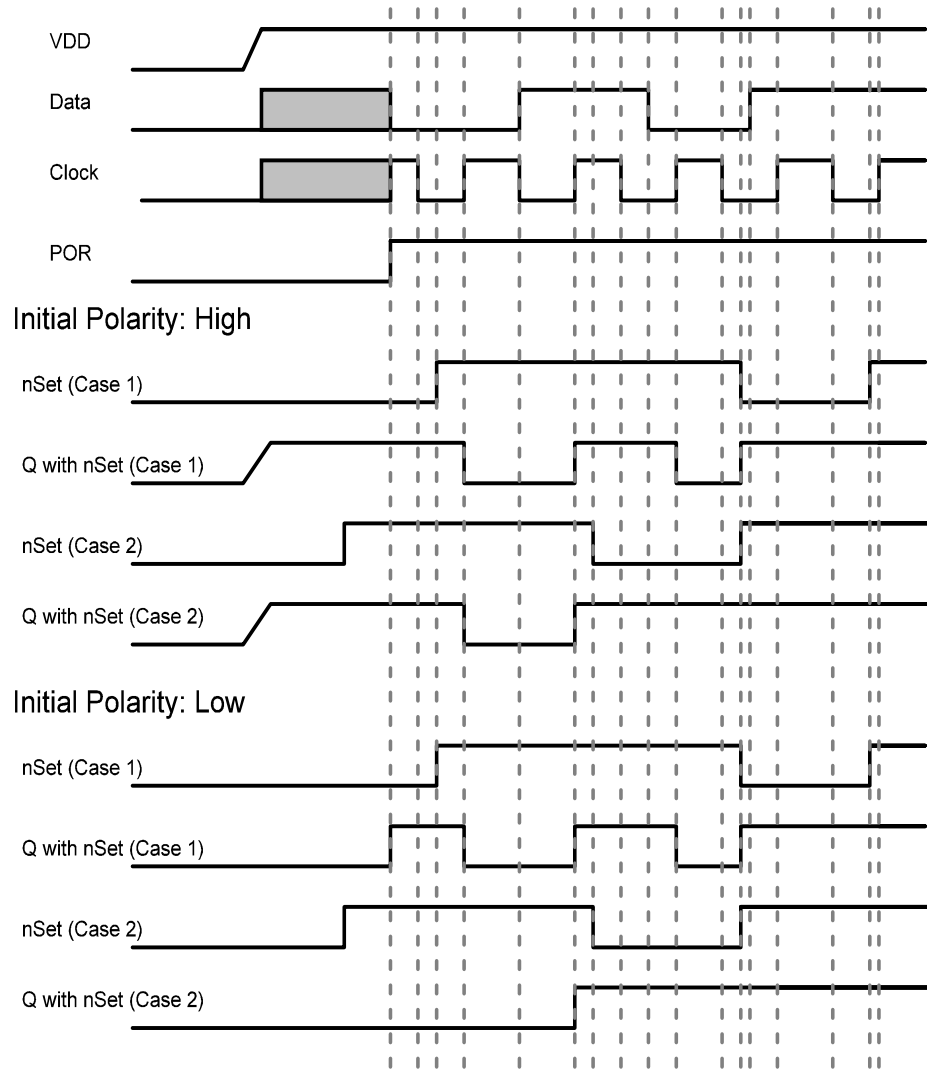 VDD
Data
Clock
POR
Initial Polarity: High
nSet (Case 1)
Q with nSet (Case 1)
nSet (Case 2)
Q with nSet (Case 2)
Initial Polarity: Low
nSet (Case 1)
Q with nSet (Case 1)
nSet (Case 2)
Q with nSet (Case 2)